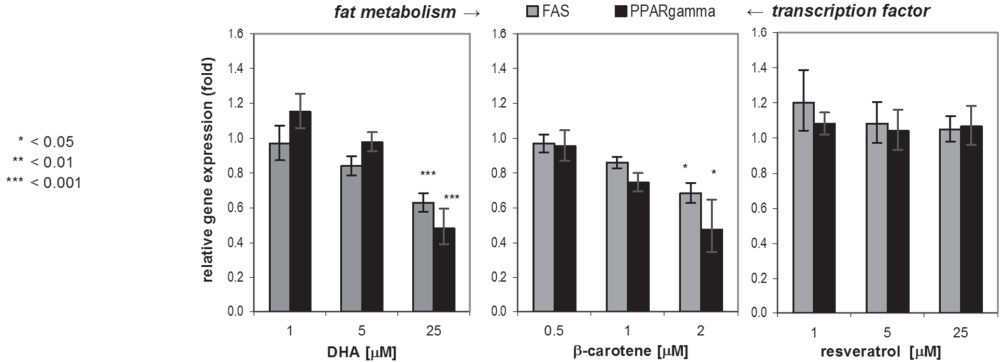 fat metabolism → FAS PPARgamma ← transcription factor
* < 0.05
** < 0.01
*** < 0.001
relative gene expression (fold)
1.6
1.4
1.2
1.0
0.8
0.6
0.4
0.2
0.0
*** ***
1 5 25
DHA [µM]
1.6
1.4
1.2
1.0
0.8
0.6
0.4
0.2
0.0
* *
0.5 1 2
β-carotene [µM]
1.6
1.4
1.2
1.0
0.8
0.6
0.4
0.2
0.0
1 5 25
resveratrol [µM]